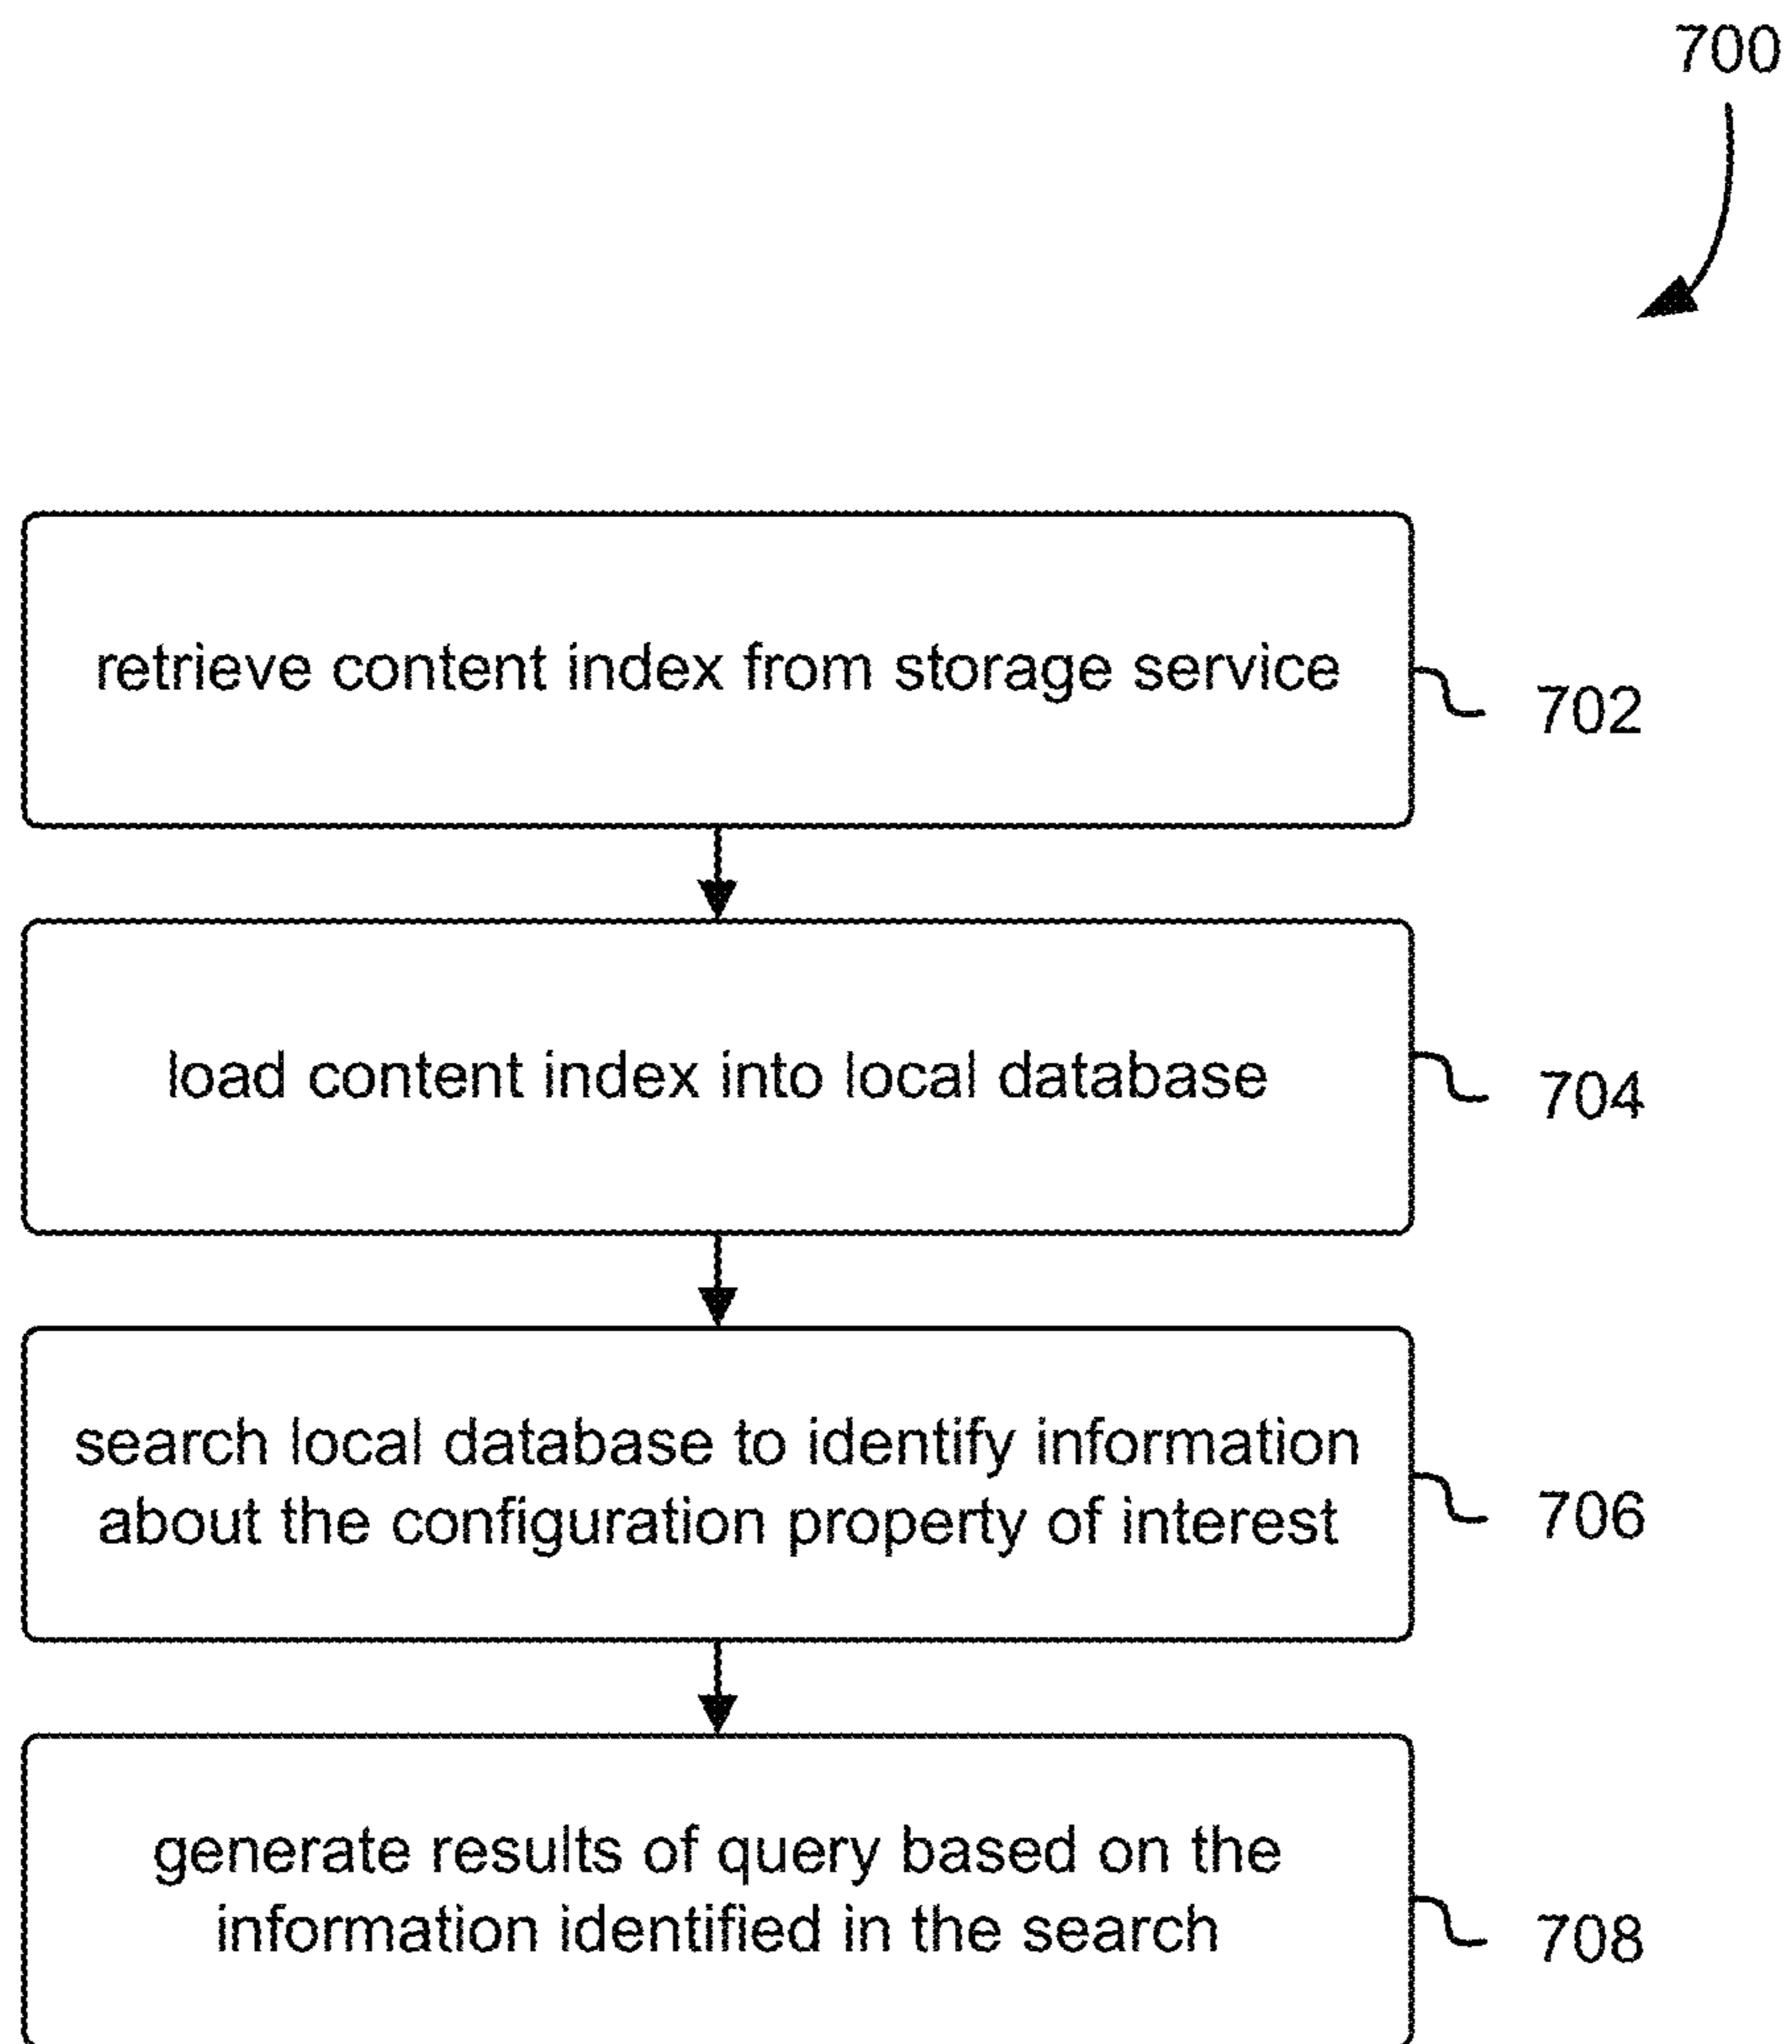 700
retrieve content index from storage service
702
load content index into local database
704
search local database to identify information
about the configuration property of interest
706
generate results of query based on the
information identified in the search
708